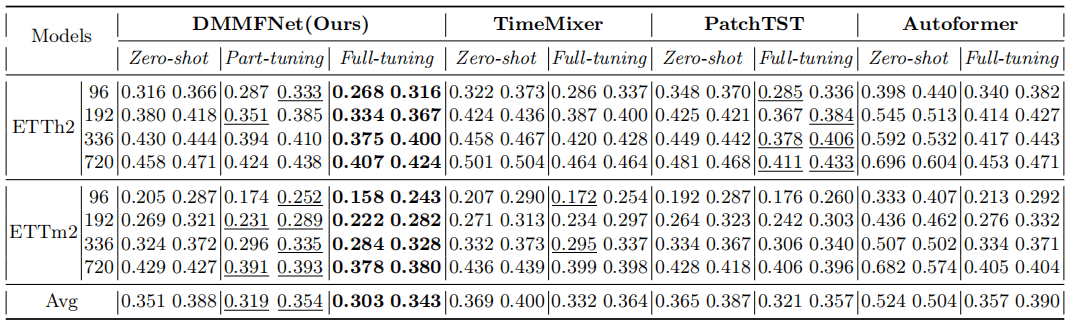 Models DMMFNet(Ours) TimeMixer PatchTST Autoformer
Zero-shot Part-tuning Full-tuning Zero-shot Full-tuning Zero-shot Full-tuning Zero-shot Full-tuning
ETTh2 96 0.316 0.366 0.287 0.333 0.268 0.316 0.322 0.373 0.286 0.337 0.348 0.370 0.285 0.336 0.398 0.440 0.340 0.382
192 0.380 0.418 0.351 0.385 0.334 0.367 0.424 0.436 0.387 0.400 0.425 0.421 0.367 0.384 0.545 0.513 0.414 0.427
336 0.430 0.444 0.394 0.410 0.375 0.400 0.458 0.467 0.420 0.428 0.449 0.442 0.378 0.406 0.592 0.532 0.417 0.443
720 0.458 0.471 0.424 0.438 0.407 0.424 0.501 0.504 0.464 0.464 0.481 0.468 0.411 0.433 0.696 0.604 0.453 0.471
ETTm2 96 0.205 0.287 0.174 0.252 0.158 0.243 0.207 0.290 0.172 0.254 0.192 0.287 0.176 0.260 0.333 0.407 0.213 0.292
192 0.269 0.321 0.231 0.289 0.222 0.282 0.271 0.313 0.234 0.297 0.264 0.323 0.242 0.303 0.436 0.462 0.276 0.332
336 0.324 0.372 0.296 0.335 0.284 0.328 0.332 0.373 0.295 0.337 0.334 0.367 0.306 0.340 0.507 0.502 0.334 0.371
720 0.429 0.427 0.391 0.393 0.378 0.380 0.436 0.439 0.399 0.398 0.428 0.418 0.406 0.396 0.682 0.574 0.405 0.404
Avg 0.351 0.388 0.319 0.354 0.303 0.343 0.369 0.400 0.332 0.364 0.365 0.387 0.321 0.357 0.524 0.504 0.357 0.390